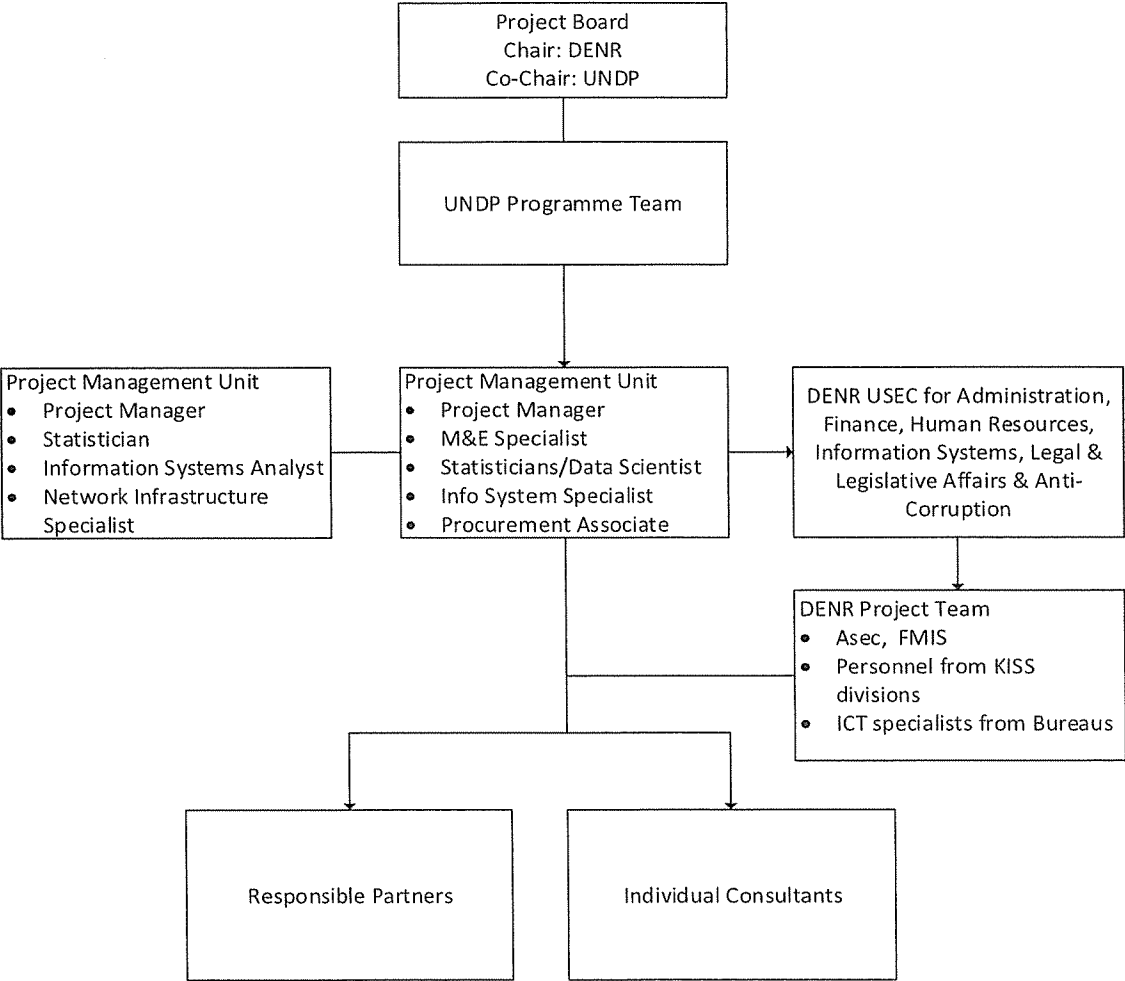 Project Board
Chair: DENR
Co-Chair: UNDP
UNDP Programme Team
Project Management Unit
• Project Manager
• Statistician
• Information Systems Analyst
• Network Infrastructure
Specialist
Project Management Unit
• Project Manager
• M&E Specialist
• Statisticians/Data Scientist
• Info System Specialist
• Procurement Associate
DENR USEC for Administration,
Finance, Human Resources,
Information Systems, Legal &
Legislative Affairs & Anti-
Corruption
DENR Project Team
• Asec, FMIS
• Personnel from KISS
divisions
• ICT specialists from Bureaus
Responsible Partners
Individual Consultants